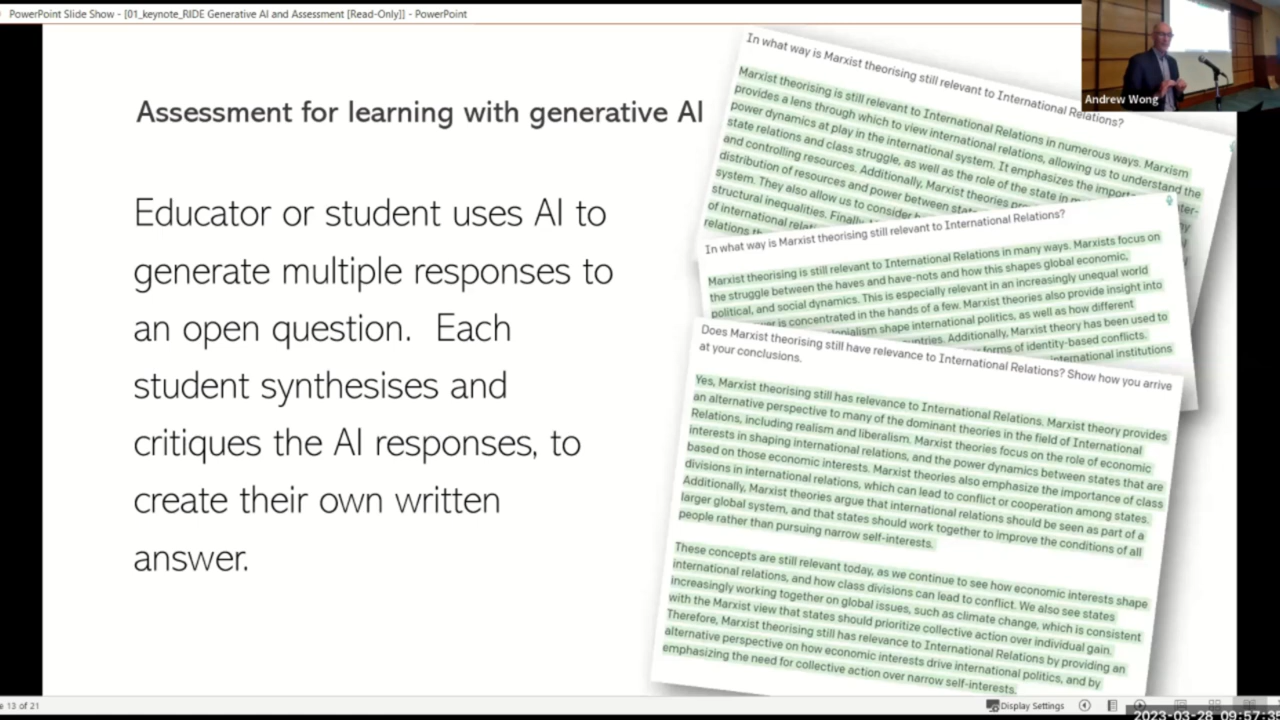 PowerPoint Slide Show - [01_keynote_RIDE Generative AI and Assessment [Read-Only]] - PowerPoint
Andrew Wong
Assessment for learning with generative AI
Educator or student uses AI to
generate multiple responses to
an open question.  Each
student synthesises and
critiques the AI responses, to
create their own written
answer.
In what way is Marxist theorising still relevant to International Relations?
Marxist theorising is still relevant to International Relations in numerous ways. Marxism
provides a lens through which to view international relations, allowing us to understand the
power dynamics at play in the international system. It emphasizes the
state relations and class struggle, as well as the role of the state in
and controlling resources. Additionally, Marxist theories
distribution of resources and power between
system. They also allow us to consider
structural inequalities. Finally,
of international
relations
In what way is Marxist theorising still relevant to International Relations?
Marxist theorising is still relevant to International Relations in many ways. Marxists focus on
the struggle between the haves and have-nots and how this shapes global economic,
political, and social dynamics. This is especially relevant in an increasingly unequal world
is concentrated in the hands of a few. Marxist theories also provide insight into
shape international politics, as well as how different
Additionally, Marxist theory has been used to
forms of identity-based conflicts.
international institutions
Does Marxist theorising still have relevance to International Relations? Show how you arrive
at your conclusions.
Yes, Marxist theorising still has relevance to International Relations. Marxist theory provides
an alternative perspective to many of the dominant theories in the field of International
Relations, including realism and liberalism. Marxist theories focus on the role of economic
interests in shaping international relations, and the power dynamics between states that are
based on those economic interests. Marxist theories also emphasize the importance of class
divisions in international relations, which can lead to conflict or cooperation among states.
Additionally, Marxist theories argue that international relations should be seen as part of a
larger global system, and that states should work together to improve the conditions of all
people rather than pursuing narrow self-interests.
These concepts are still relevant today, as we continue to see how economic interests shape
international relations, and how class divisions can lead to conflict. We also see states
increasingly working together on global issues, such as climate change, which is consistent
with the Marxist view that states should prioritize collective action over individual gain.
Therefore, Marxist theorising still has relevance to International Relations by providing an
alternative perspective on how economic interests drive international politics, and by
emphasizing the need for collective action over narrow self-interests.
13 of 21
Display Settings
2023-03-28 09:57:35